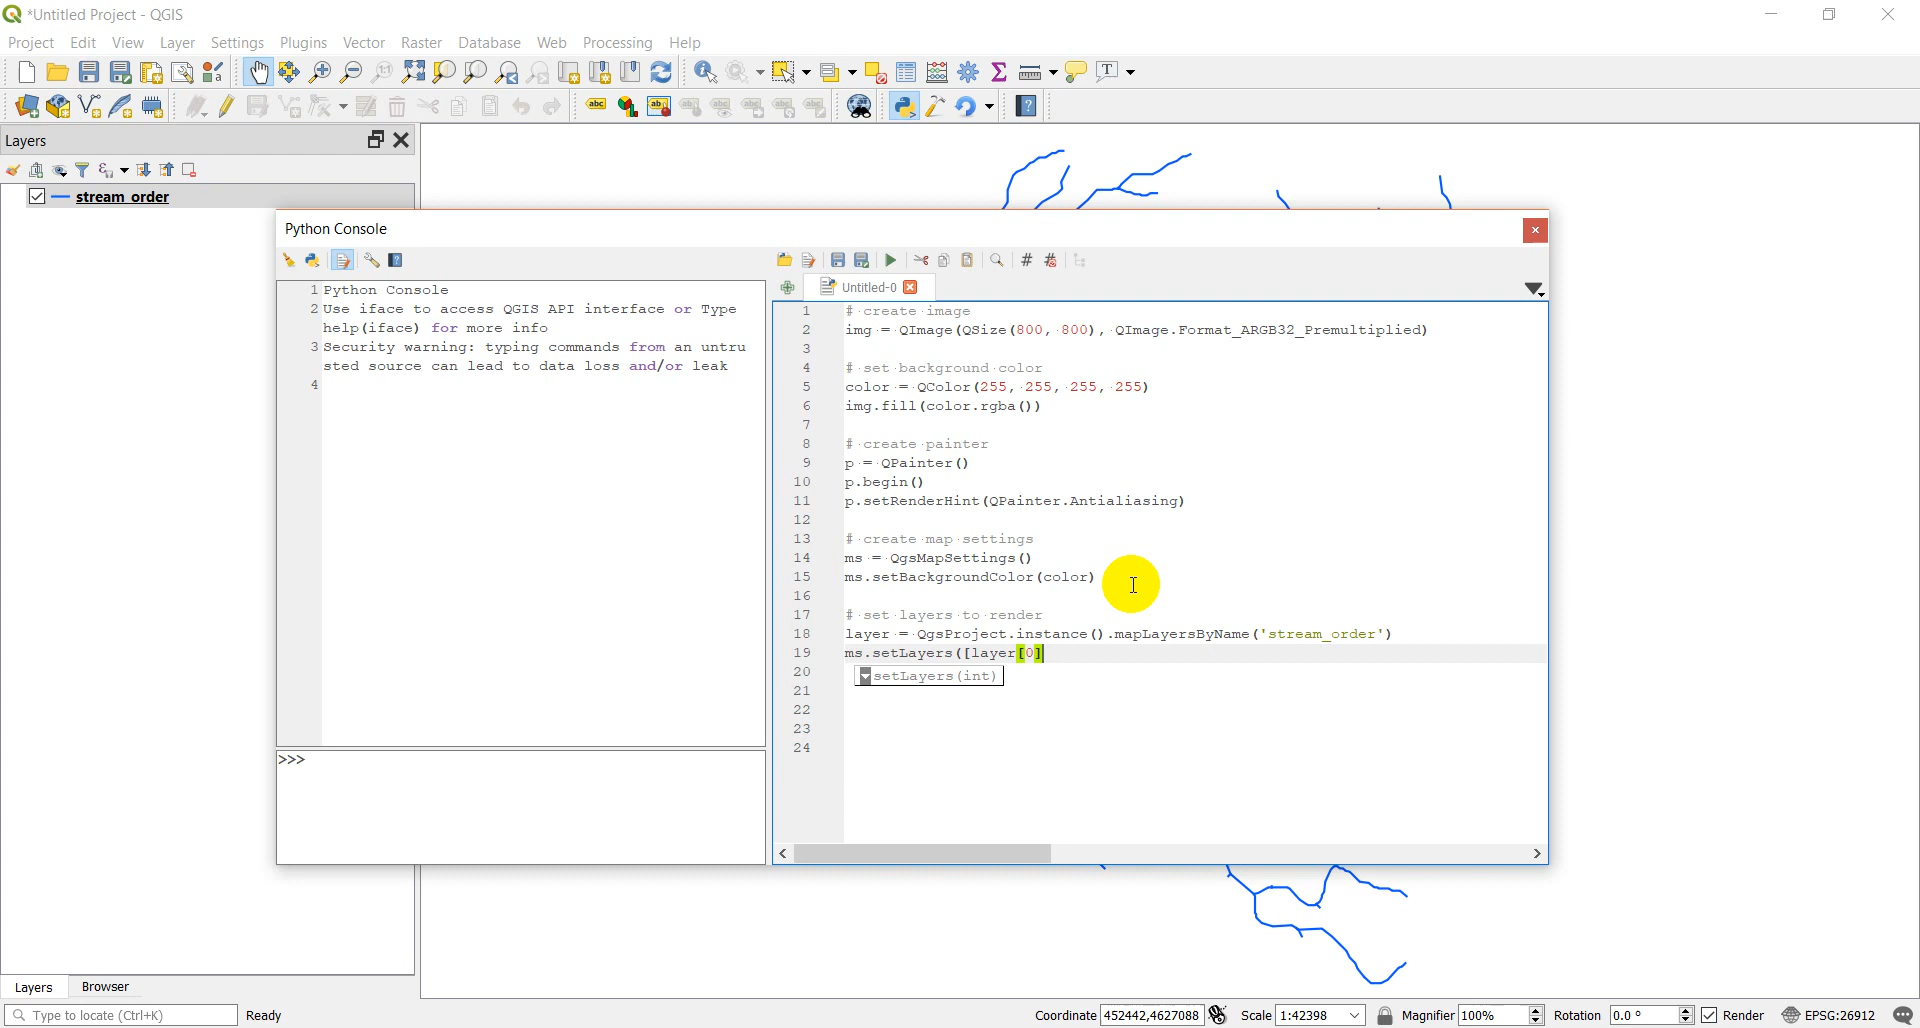 *Untitled Project - QGIS
Project Edit View Layer Settings Plugins Vector Raster Database Web Processing Help
Layers
stream_order
Python Console
1 Python Console
2 Use iface to access QGIS API interface or Type
help(iface) for more info
3 Security warning: typing commands from an untru
sted source can lead to data loss and/or leak
4
>>>
Untitled-0
1 # create image
2 img = QImage(QSize(800, 800), QImage.Format_ARGB32_Premultiplied)
3
4 # set background color
5 color = QColor(255, 255, 255, 255)
6 img.fill(color.rgba())
7
8 # create painter
9 p = QPainter()
10 p.begin()
11 p.setRenderHint(QPainter.Antialiasing)
12
13 # create map settings
14 ms = QgsMapSettings()
15 ms.setBackgroundColor(color)
16
17 # set layers to render
18 layer = QgsProject.instance().mapLayersByName('stream_order')
19 ms.setLayers([layer[0]
20 setLayers(int)
21
22
23
24
Layers Browser
Type to locate (Ctrl+K) Ready Coordinate 452442,4627088 Scale 1:42398 Magnifier 100% Rotation 0.0 ° Render EPSG:26912